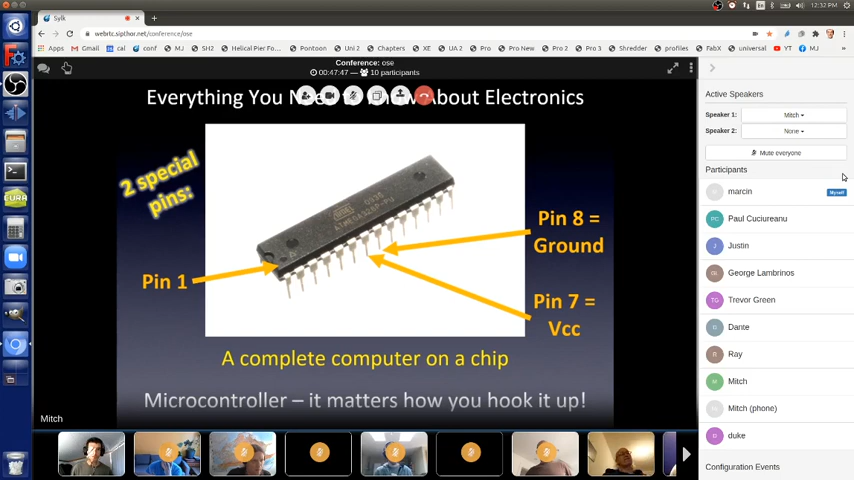 12:32 PM
Sylk
webrtc.sipthor.net/conference/ose
Apps
Gmail
cal
conf
MJ
SH2
Helical Pier Fo...
Pontoon
Uni 2
Chapters
XE
UA 2
Pro
Pro New
Pro 2
Pro 3
Shredder
profiles
FabX
universal
YT
MJ
Conference: ose
00:47:47 — 10 participants
Everything You N to Know About Electronics
2 special
pins:
Pin 1
Pin 8 =
Ground
Pin 7 =
Vcc
A complete computer on a chip
Microcontroller – it matters how you hook it up!
Mitch
Active Speakers
Speaker 1:
Mitch
Speaker 2:
None
Mute everyone
Participants
marcin
Myself
PC
Paul Cuciureanu
Justin
George Lambrinos
TG
Trevor Green
Dante
Ray
M
Mitch
Mitch (phone)
duke
Configuration Events
CURA